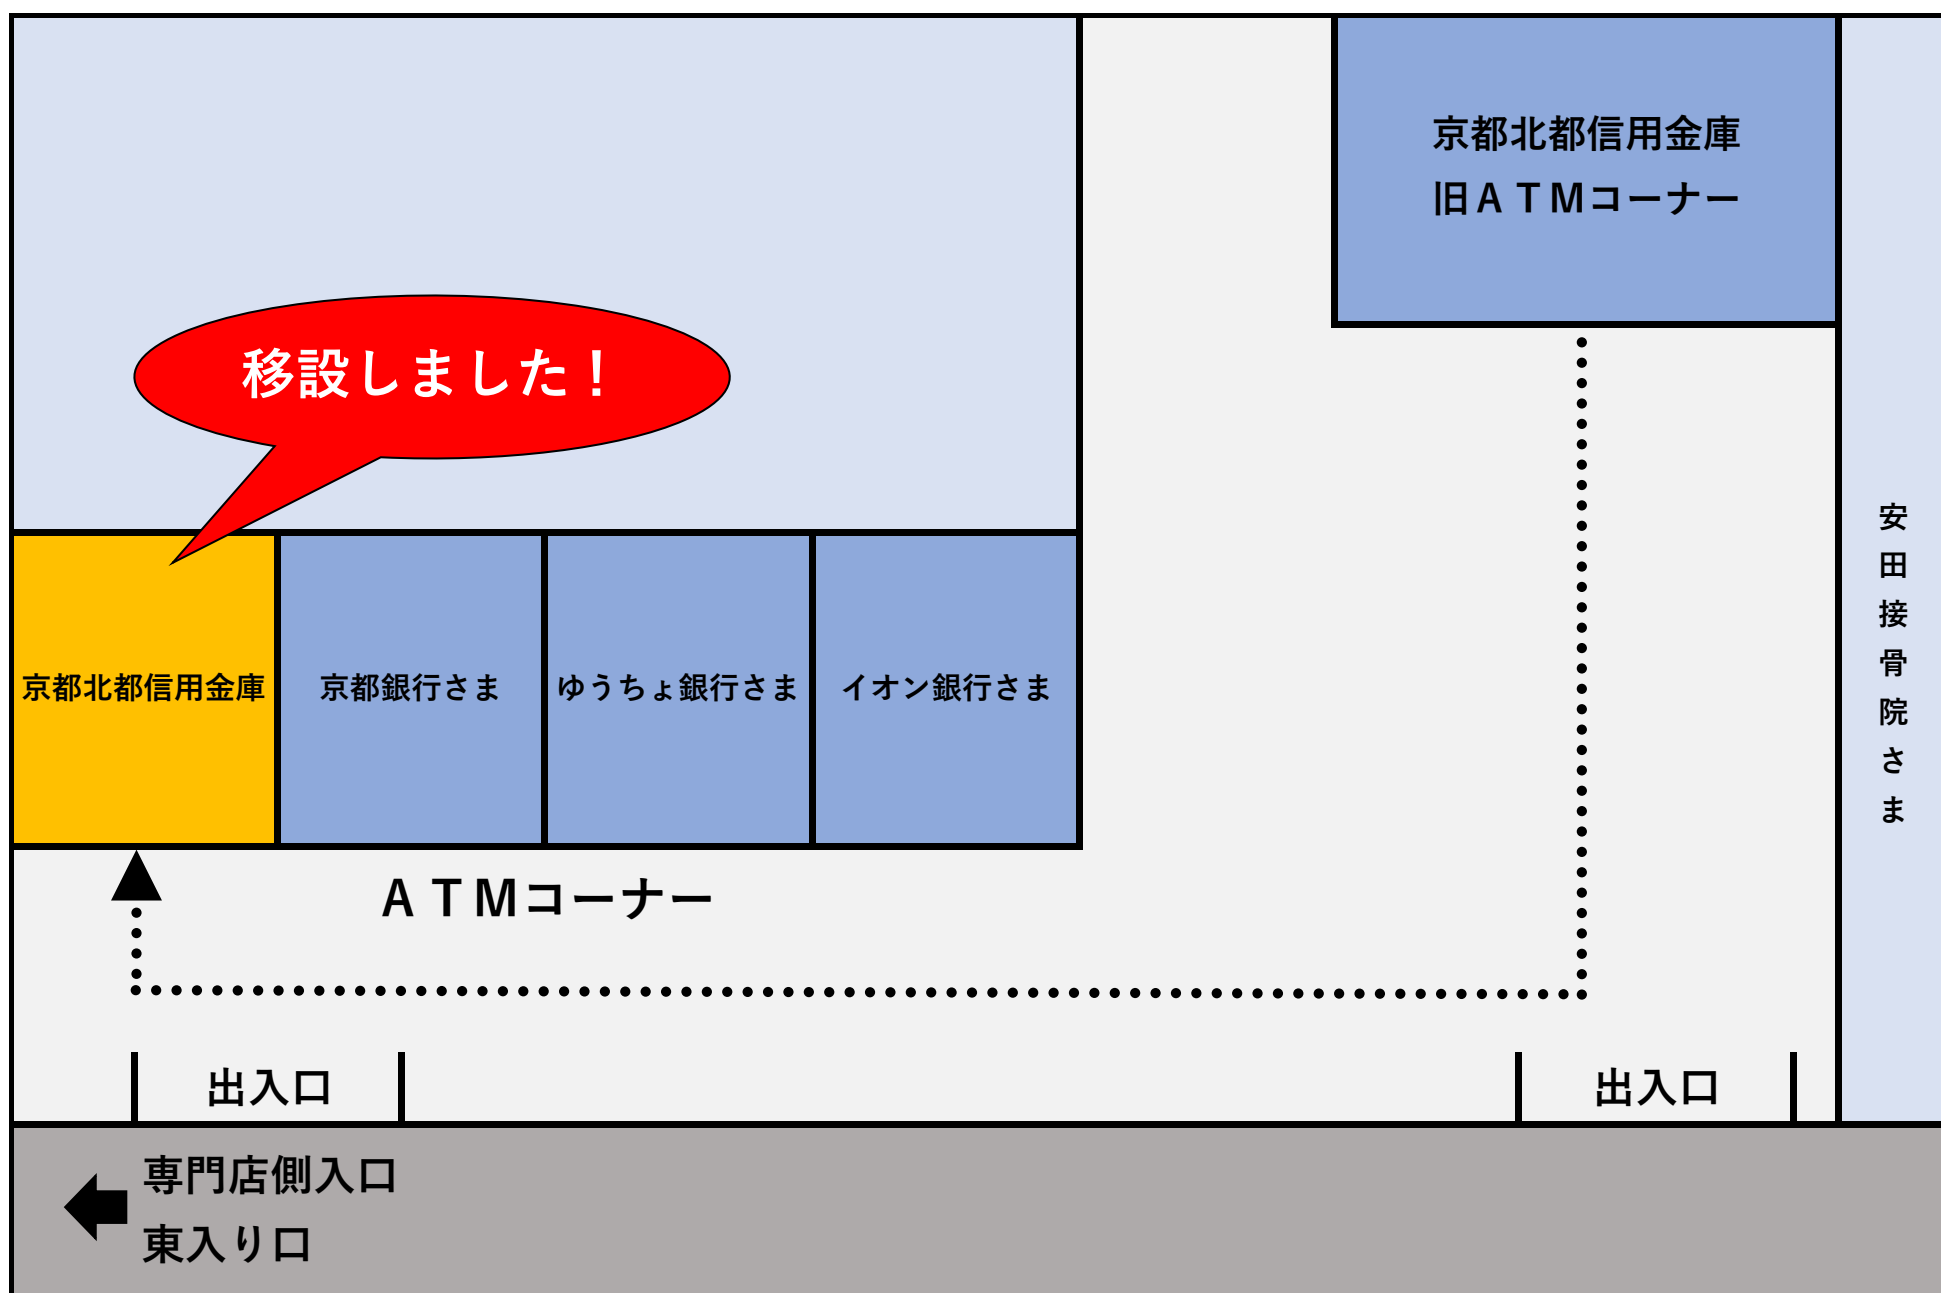 京都北都信用金庫
旧ＡＴＭコーナー
移設しました！
京都北都信用金庫
京都銀行さま
ゆうちょ銀行さま
イオン銀行さま
安田接骨院さま
ＡＴＭコーナー
出入口
出入口
専門店側入口
東入り口